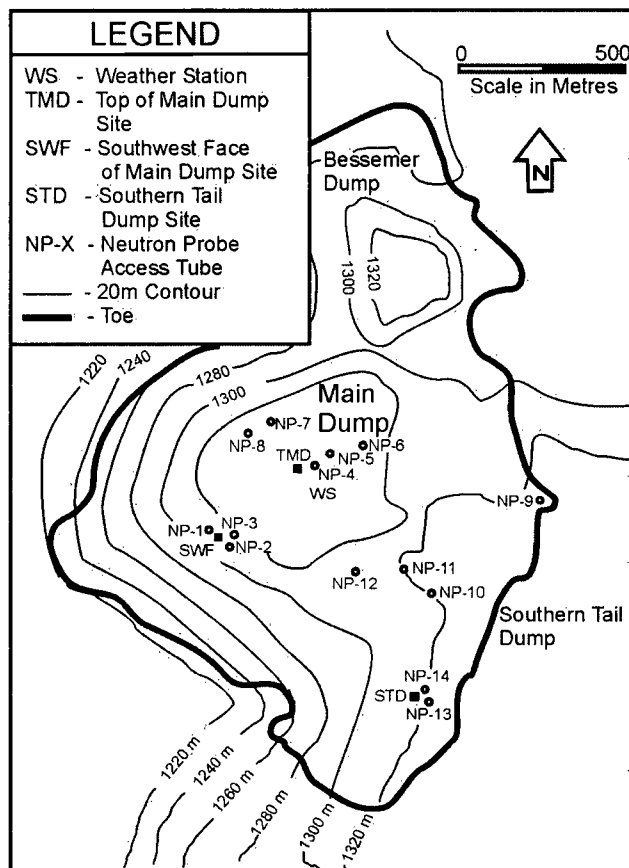 LEGEND
WS - Weather Station
TMD - Top of Main Dump
Site
SWF - Southwest Face
of Main Dump Site
STD - Southern Tail
Dump Site
NP-X - Neutron Probe
Access Tube
20m Contour
Toe
0 500
Scale in Metres
N
Bessemer
Dump
1300
1320
1220
1240
1280
1300
Main
Dump
NP-7
NP-8
NP-6
TMD
NP-5
NP-4
WS
NP-9
NP-1
NP-3
SWF
NP-2
NP-11
NP-12
NP-10
Southern Tail
Dump
NP-14
STD
NP-13
1220 m
1240 m
1260 m
1280 m
1300 m
1320 m